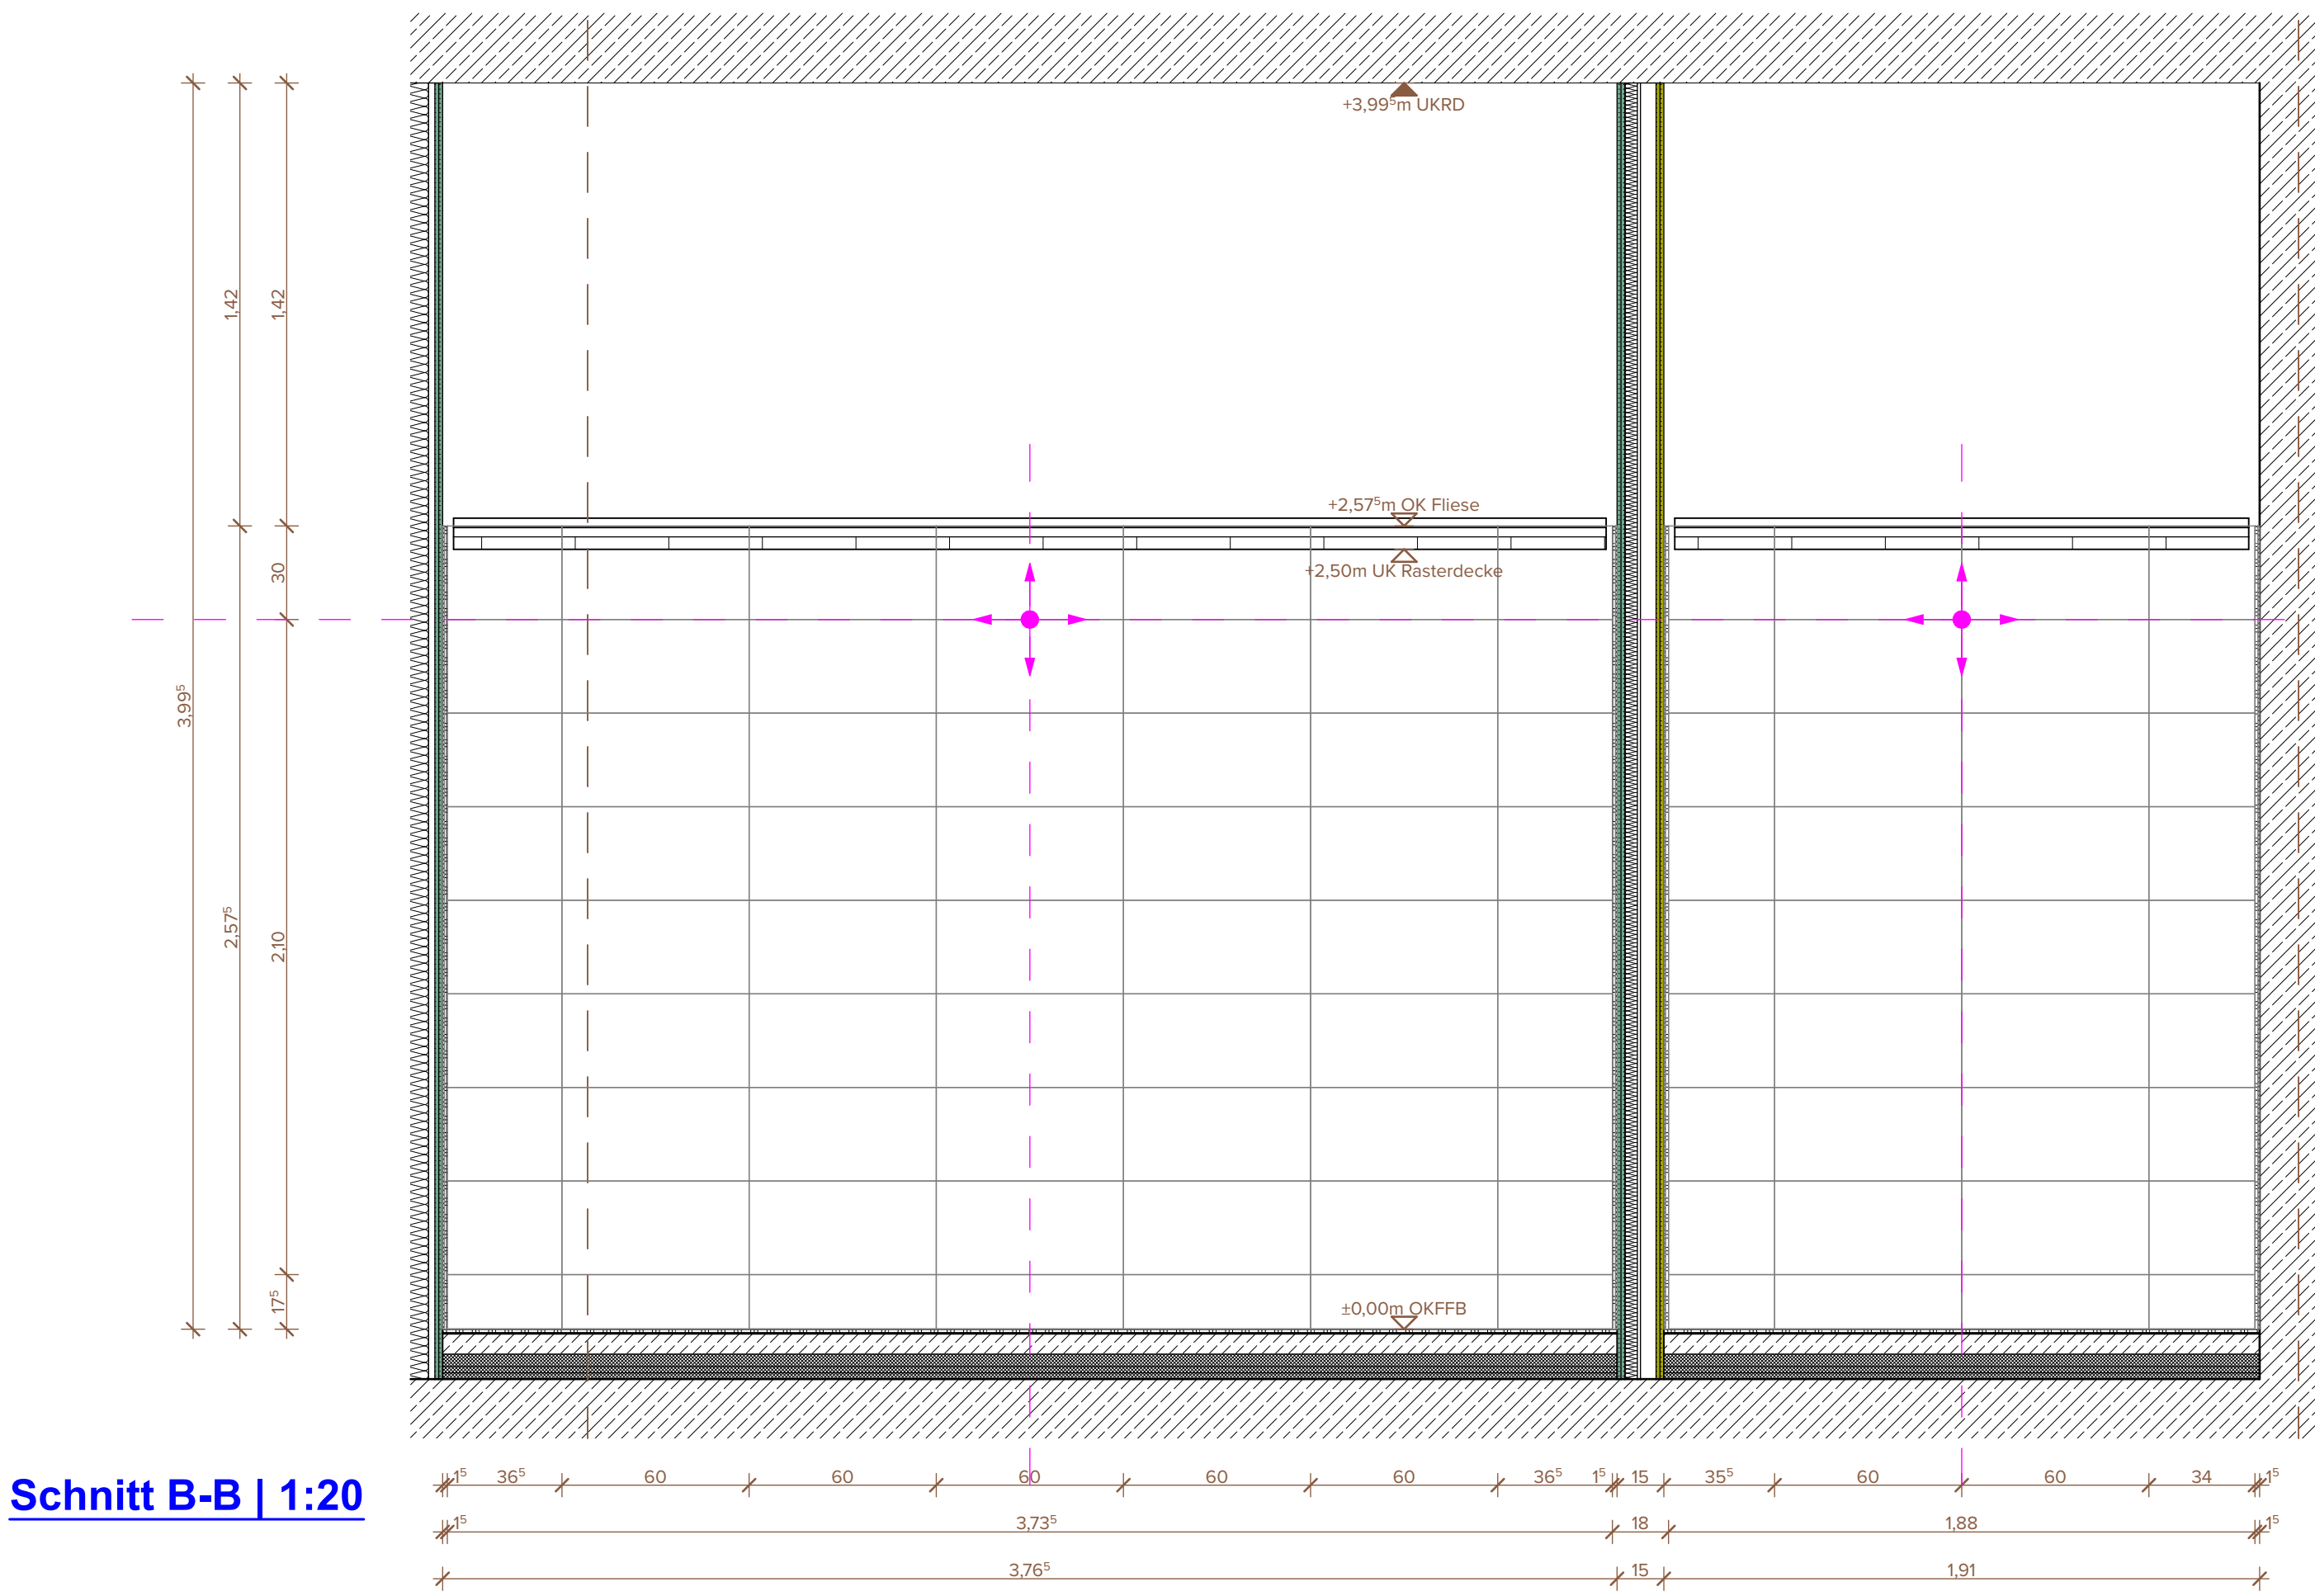 +3,99⁵m UKRD
1,42
1,42
+2,57⁵m OK Fliese
+2,50m UK Rasterdecke
30
3,99⁵
2,57⁵
2,10
17⁵
±0,00m OKFFB
1⁵ 36⁵ 60 60 60 60 60 36⁵ 1⁵ 15 35⁵ 60 60 34 1⁵
Schnitt B-B | 1:20
1⁵ 3,73⁵ 18 1,88 1⁵
3,76⁵ 15 1,91